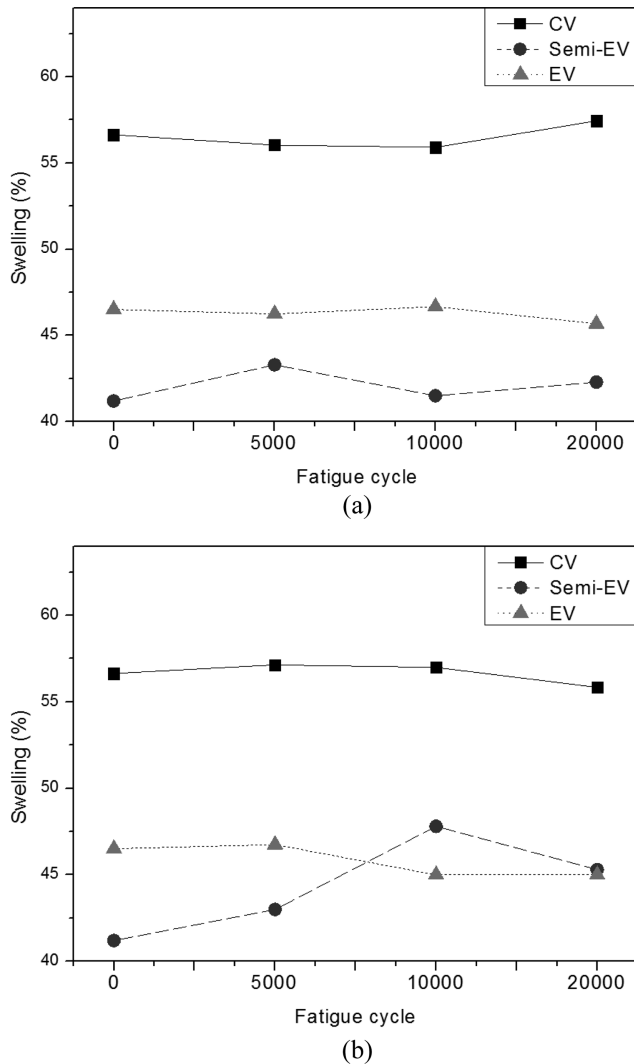 CV
Semi-EV
EV
60
55
50
45
40
Swelling (%)
0 5000 10000 20000
Fatigue cycle
(a)
CV
Semi-EV
EV
60
55
50
45
40
Swelling (%)
0 5000 10000 20000
Fatigue cycle
(b)